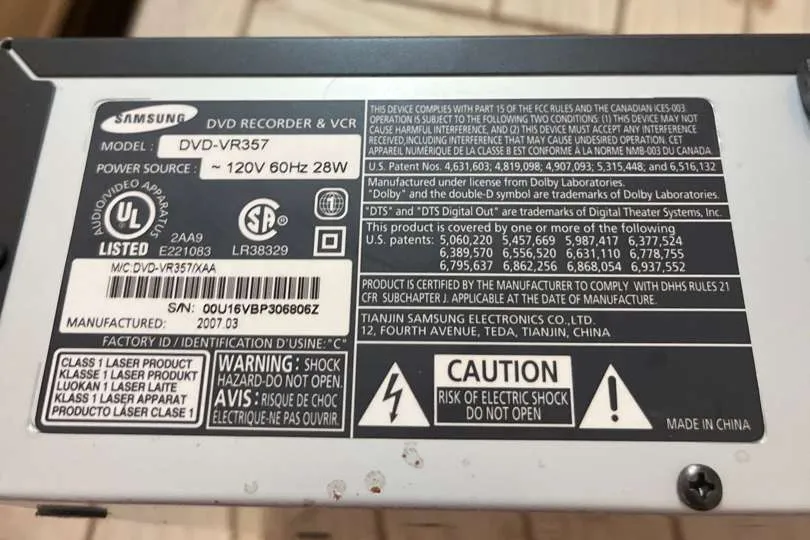 SAMSUNG DVD RECORDER & VCR
MODEL : DVD-VR357
POWER SOURCE : ~ 120V 60Hz 28W
AUDIO/VIDEO APPARATUS
UL
LISTED
2AA9
E221083
SA ®
LR38329
1
M/C:DVD-VR357/XAA
S/N: 00U16VBP306806Z
MANUFACTURED: 2007.03
FACTORY ID / IDENTIFICATION D'USINE: "C"
CLASS 1 LASER PRODUCT
KLASSE 1 LASER PRODUKT
LUOKAN 1 LASER LAITE
KLASS 1 LASER APPARAT
PRODUCTO LÁSER CLASE 1
WARNING: SHOCK
HAZARD-DO NOT OPEN.
AVIS: RISQUE DE CHOC
ÉLECTRIQUE-NE PAS OUVRIR.
THIS DEVICE COMPLIES WITH PART 15 OF THE FCC RULES AND THE CANADIAN ICES-003.
OPERATION IS SUBJECT TO THE FOLLOWING TWO CONDITIONS: (1) THIS DEVICE MAY NOT
CAUSE HARMFUL INTERFERENCE, AND (2) THIS DEVICE MUST ACCEPT ANY INTERFERENCE
RECEIVED,INCLUDING INTERFERENCE THAT MAY CAUSE UNDESIRED OPERATION. CET
APPAREIL NUMÉRIQUE DE LA CLASSE B EST CONFORME À LA NORME NMB-003 DU CANADA.
U.S. Patent Nos. 4,631,603; 4,819,098; 4,907,093; 5,315,448; and 6,516,132
Manufactured under license from Dolby Laboratories.
"Dolby" and the double-D symbol are trademarks of Dolby Laboratories.
"DTS" and "DTS Digital Out" are trademarks of Digital Theater Systems, Inc.
This product is covered by one or more of the following
U.S. patents: 5,060,220 5,457,669 5,987,417 6,377,524
6,389,570 6,556,520 6,631,110 6,778,755
6,795,637 6,862,256 6,868,054 6,937,552
PRODUCT IS CERTIFIED BY THE MANUFACTURER TO COMPLY WITH DHHS RULES 21
CFR SUBCHAPTER J. APPLICABLE AT THE DATE OF MANUFACTURE.
TIANJIN SAMSUNG ELECTRONICS CO.,LTD.
12, FOURTH AVENUE, TEDA, TIANJIN, CHINA
CAUTION
RISK OF ELECTRIC SHOCK
DO NOT OPEN
MADE IN CHINA